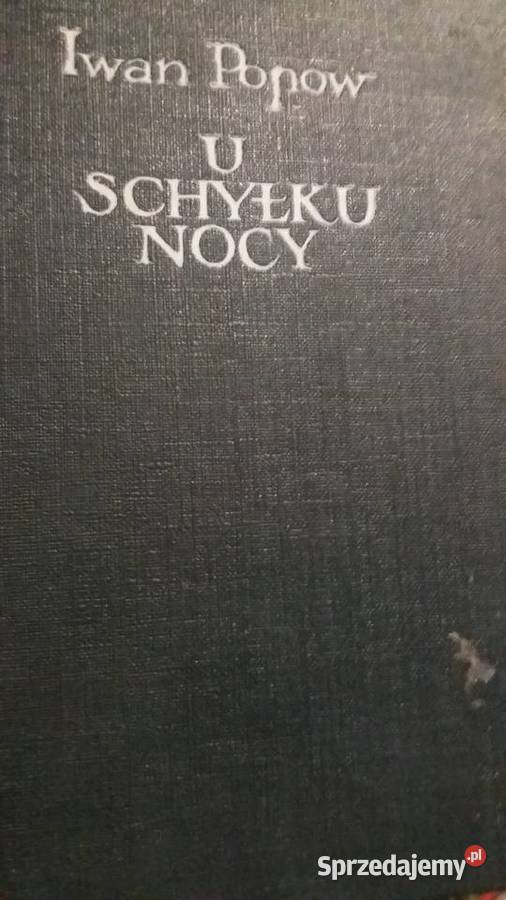 Iwan Popow
U
SCHYŁKU
NOCY
Sprzedajemy.pl